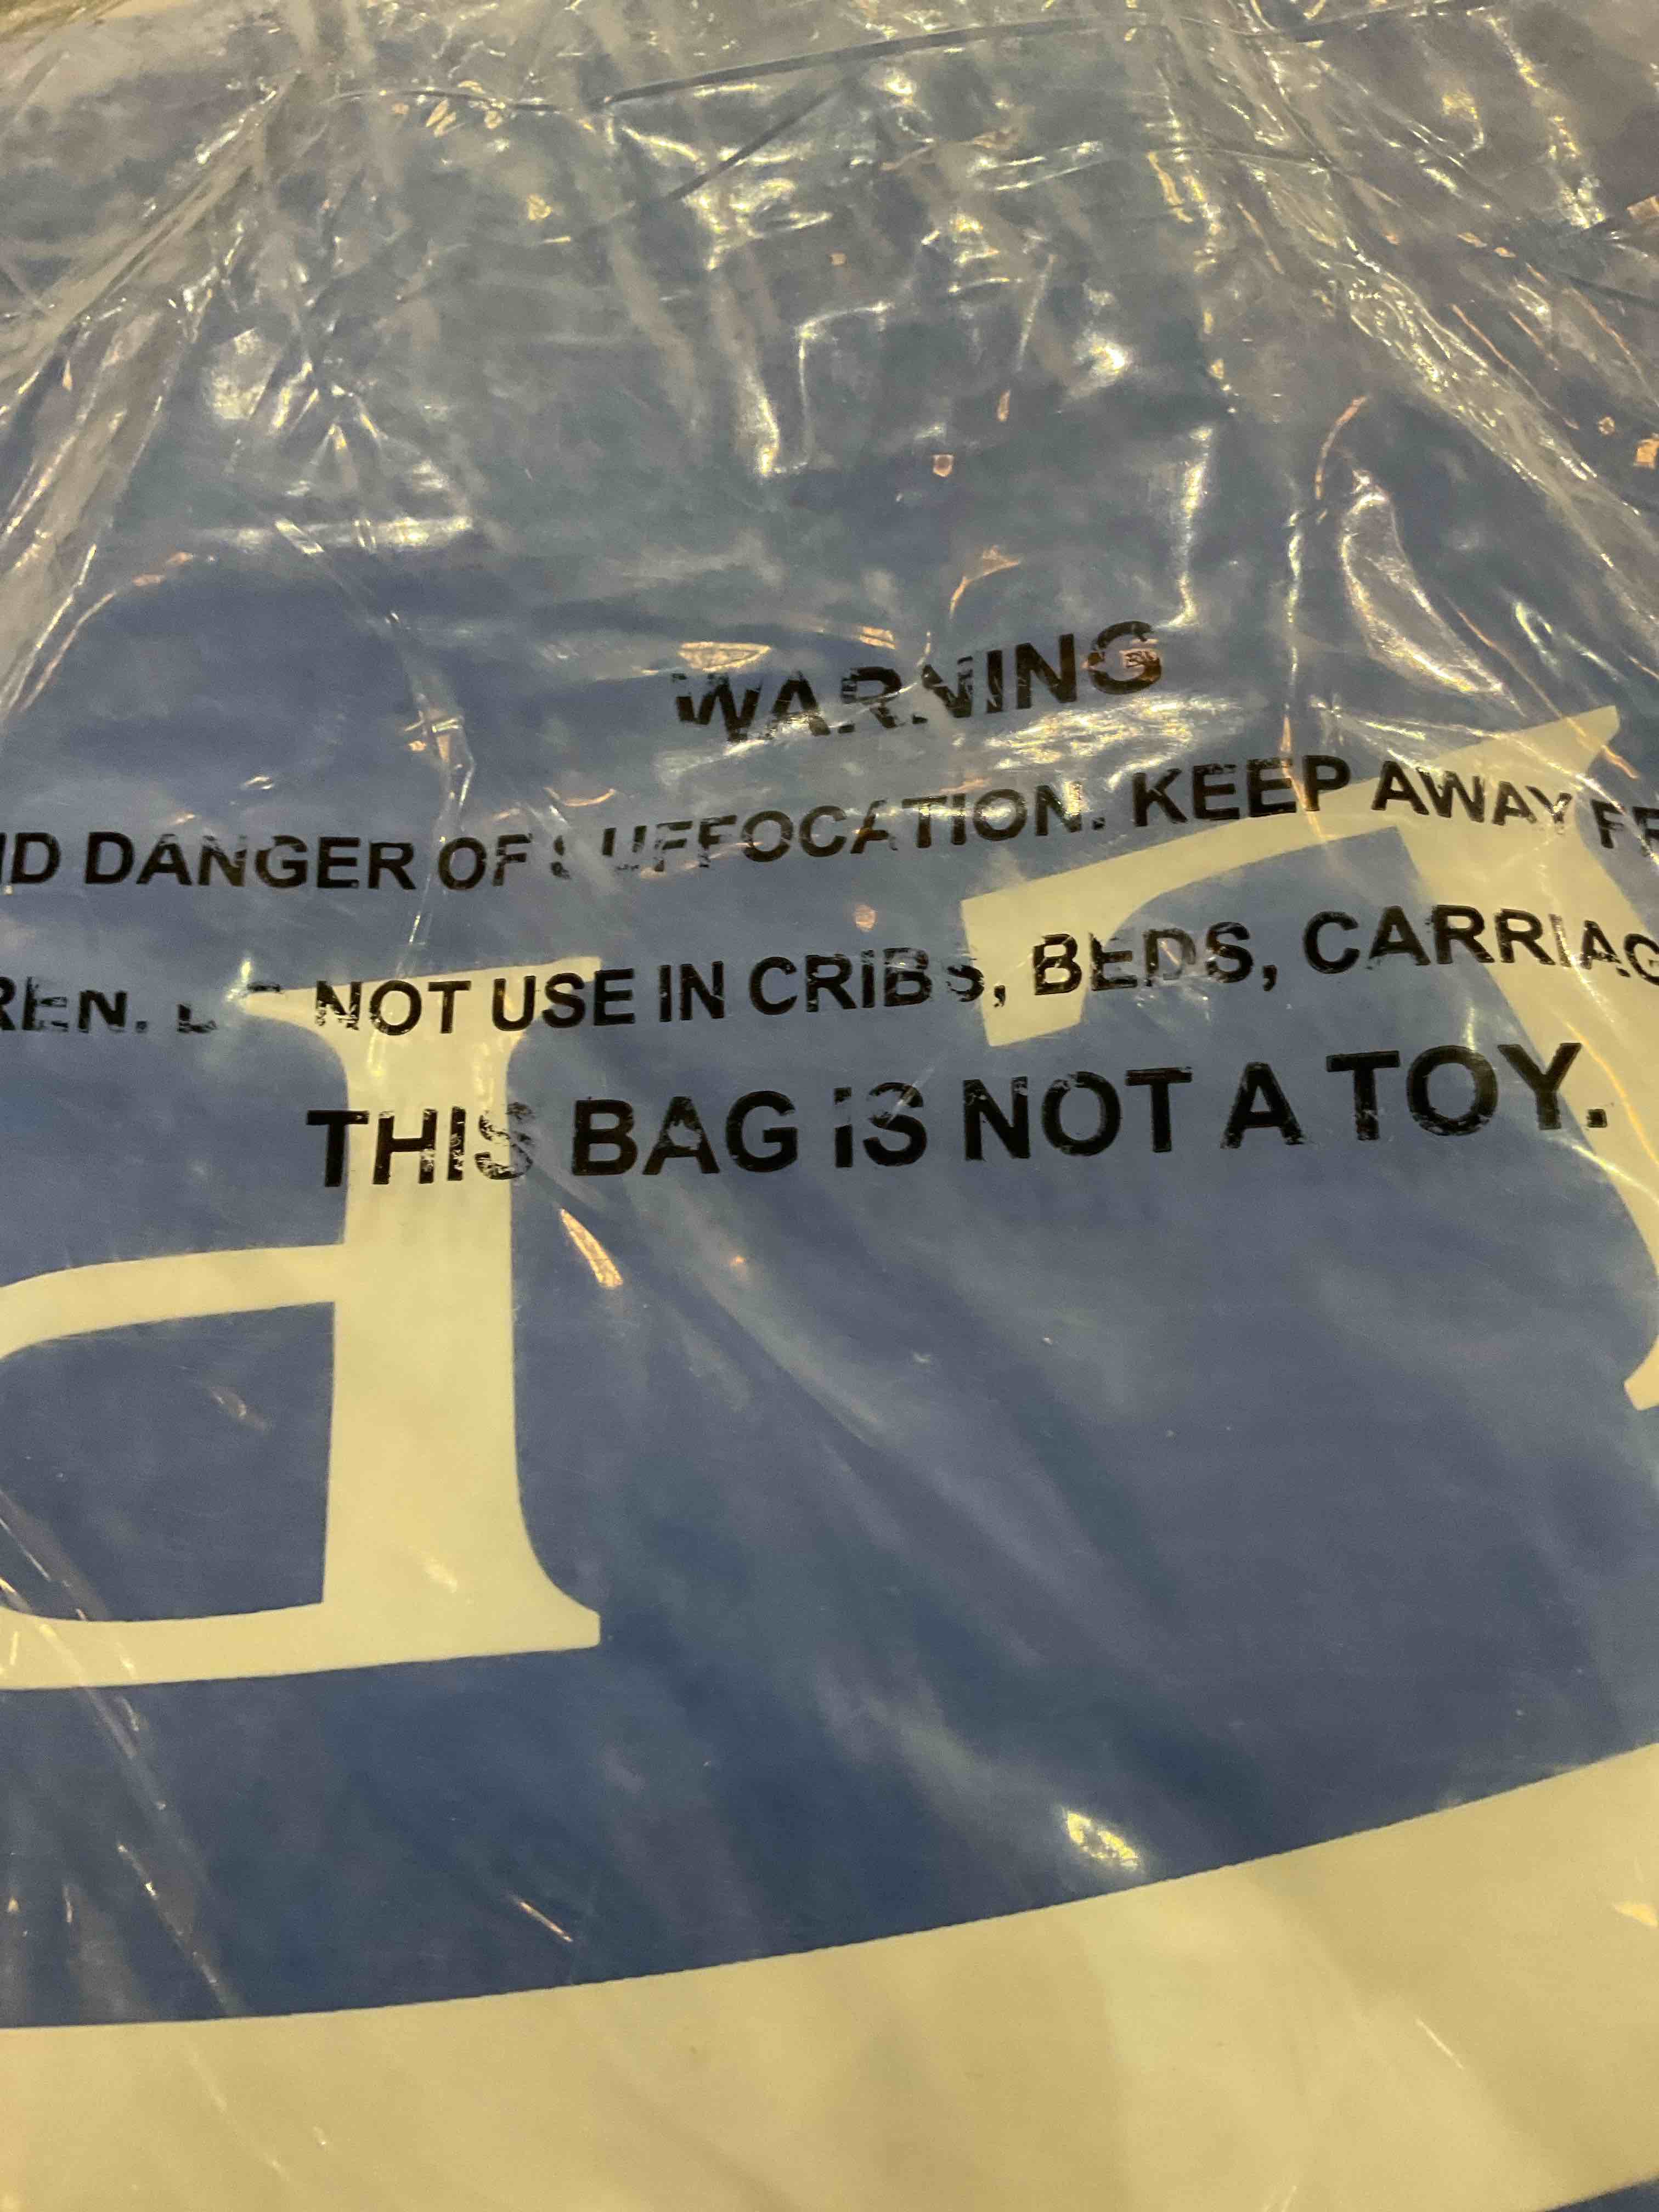 WARNING
DANGER OF SUFFOCATION. KEEP AWAY
NOT USE IN CRIBS, BEDS,
THIS BAG IS NOT A TOY.